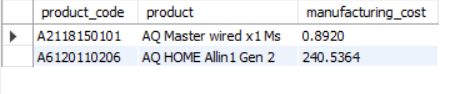 product_code product manufacturing_cost
A2118150101 AQ Master wired x1 Ms 0.8920
A6120110206 AQ HOME Allin1 Gen 2 240.5364